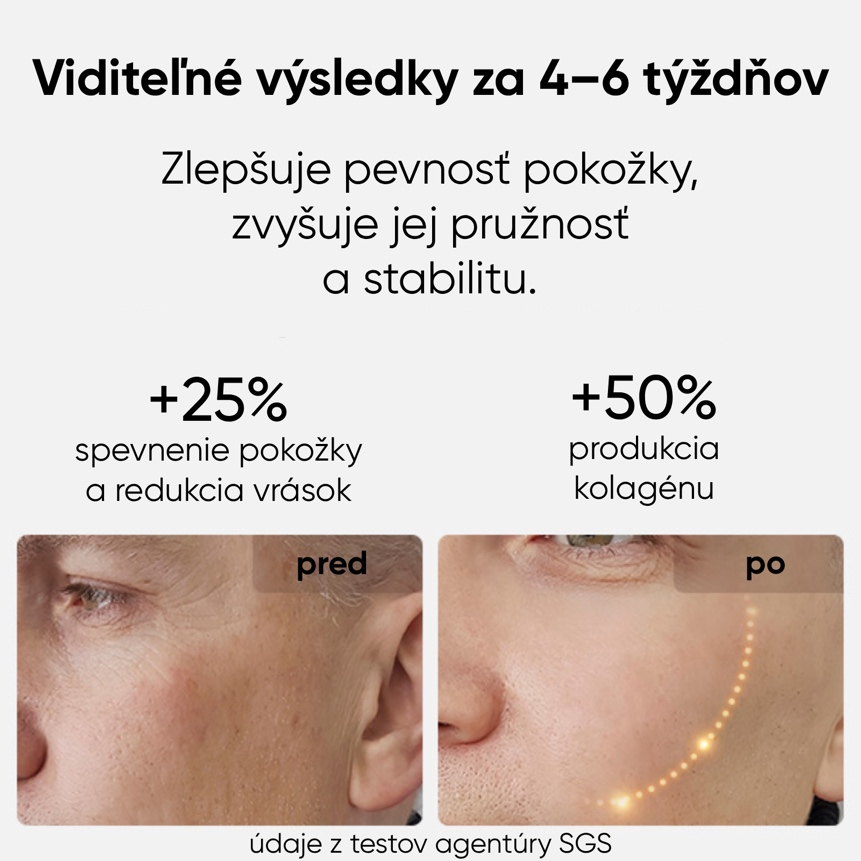 Viditeľné výsledky za 4–6 týždňov
Zlepšuje pevnosť pokožky,
zvyšuje jej pružnosť
a stabilitu.
+25%
spevnenie pokožky
a redukcia vrások
+50%
produkcia
kolagénu
pred
po
údaje z testov agentúry SGS